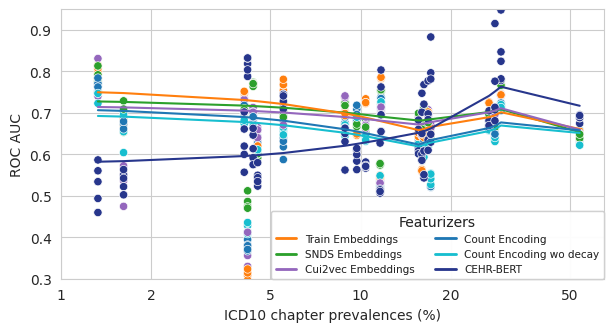 0.9
0.8
0.7
0.6
0.5
0.4
0.3
ROC AUC
Featurizers
Train Embeddings
SNDS Embeddings
Cui2vec Embeddings
Count Encoding
Count Encoding wo decay
CEHR-BERT
1 2 5 10 20 50
ICD10 chapter prevalences (%)